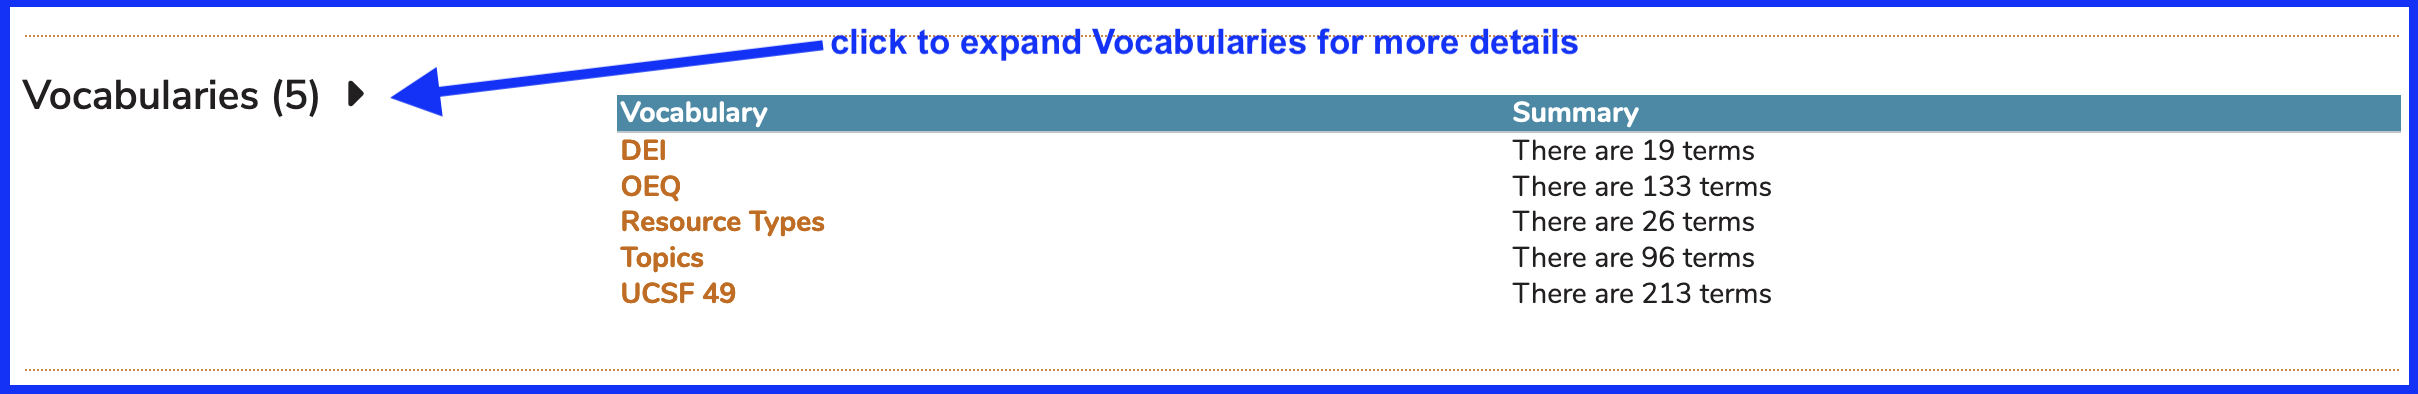 click to expand Vocabularies for more details
Vocabularies (5)
Vocabulary Summary
DEI There are 19 terms
OEQ There are 133 terms
Resource Types There are 26 terms
Topics There are 96 terms
UCSF 49 There are 213 terms